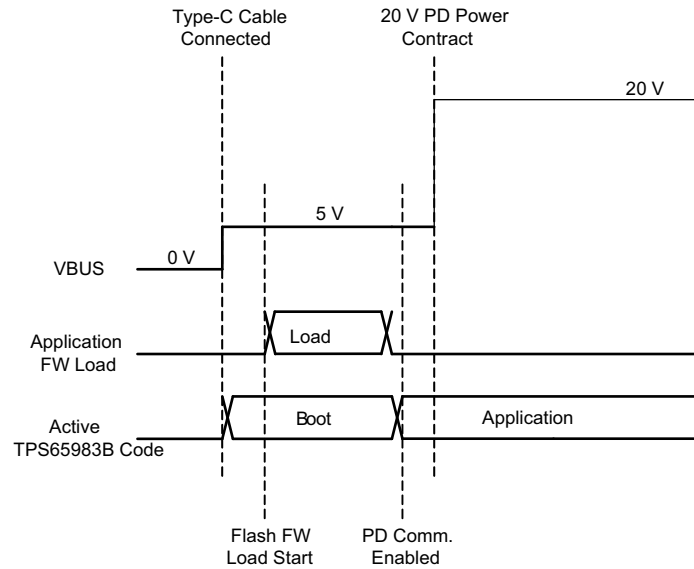 Type-C Cable
Connected
20 V PD Power
Contract
20 V
5 V
0 V
VBUS
Load
Application
FW Load
Boot
Application
Active
TPS65983B Code
Flash FW
Load Start
PD Comm.
Enabled